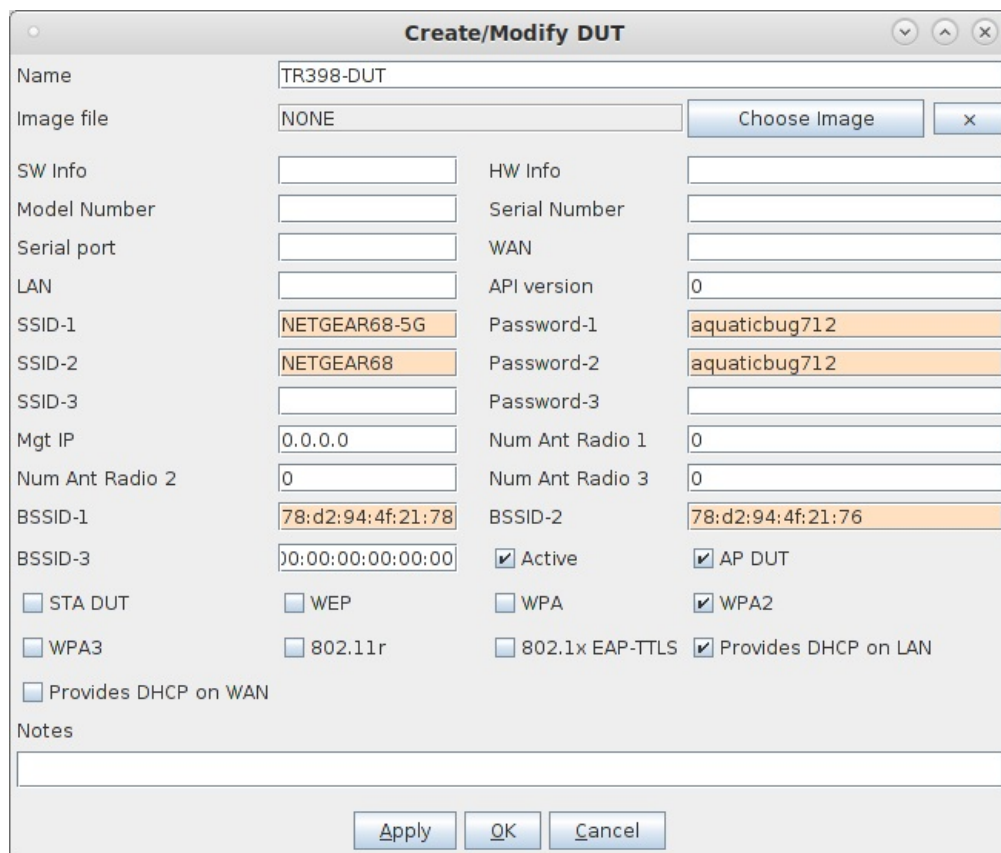 Create/Modify DUT
Name TR398-DUT
Image file NONE Choose Image ×
SW Info HW Info
Model Number Serial Number
Serial port WAN
LAN API version 0
SSID-1 NETGEAR68-5G Password-1 aquaticbug712
SSID-2 NETGEAR68 Password-2 aquaticbug712
SSID-3 Password-3
Mgt IP 0.0.0.0 Num Ant Radio 1 0
Num Ant Radio 2 0 Num Ant Radio 3 0
BSSID-1 78:d2:94:4f:21:78 BSSID-2 78:d2:94:4f:21:76
BSSID-3 00:00:00:00:00:00 Active AP DUT
STA DUT WEP WPA WPA2
WPA3 802.11r 802.1x EAP-TTLS Provides DHCP on LAN
Provides DHCP on WAN
Notes
Apply OK Cancel